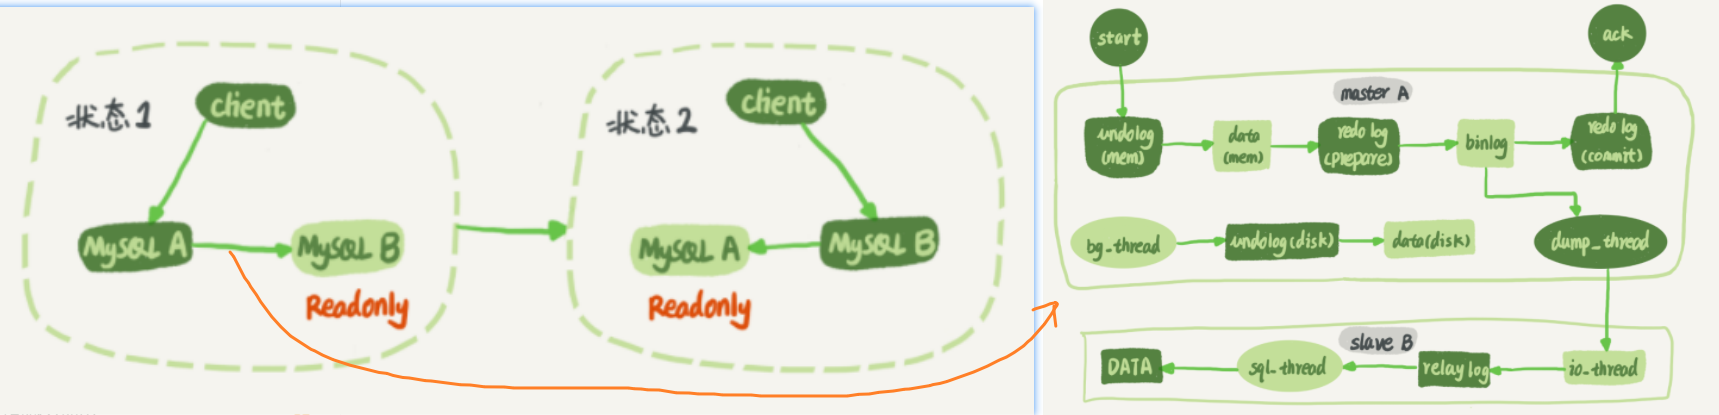 状态1
client
MySQL A
MySQL B
Readonly
状态2
client
MySQL A
MySQL B
Readonly
start
ack
master A
undolog
(mem)
data
(mem)
redo log
(prepare)
binlog
redo log
(commit)
bg_thread
undolog(disk)
data(disk)
dump_thread
slave B
DATA
sql_thread
relay log
io_thread